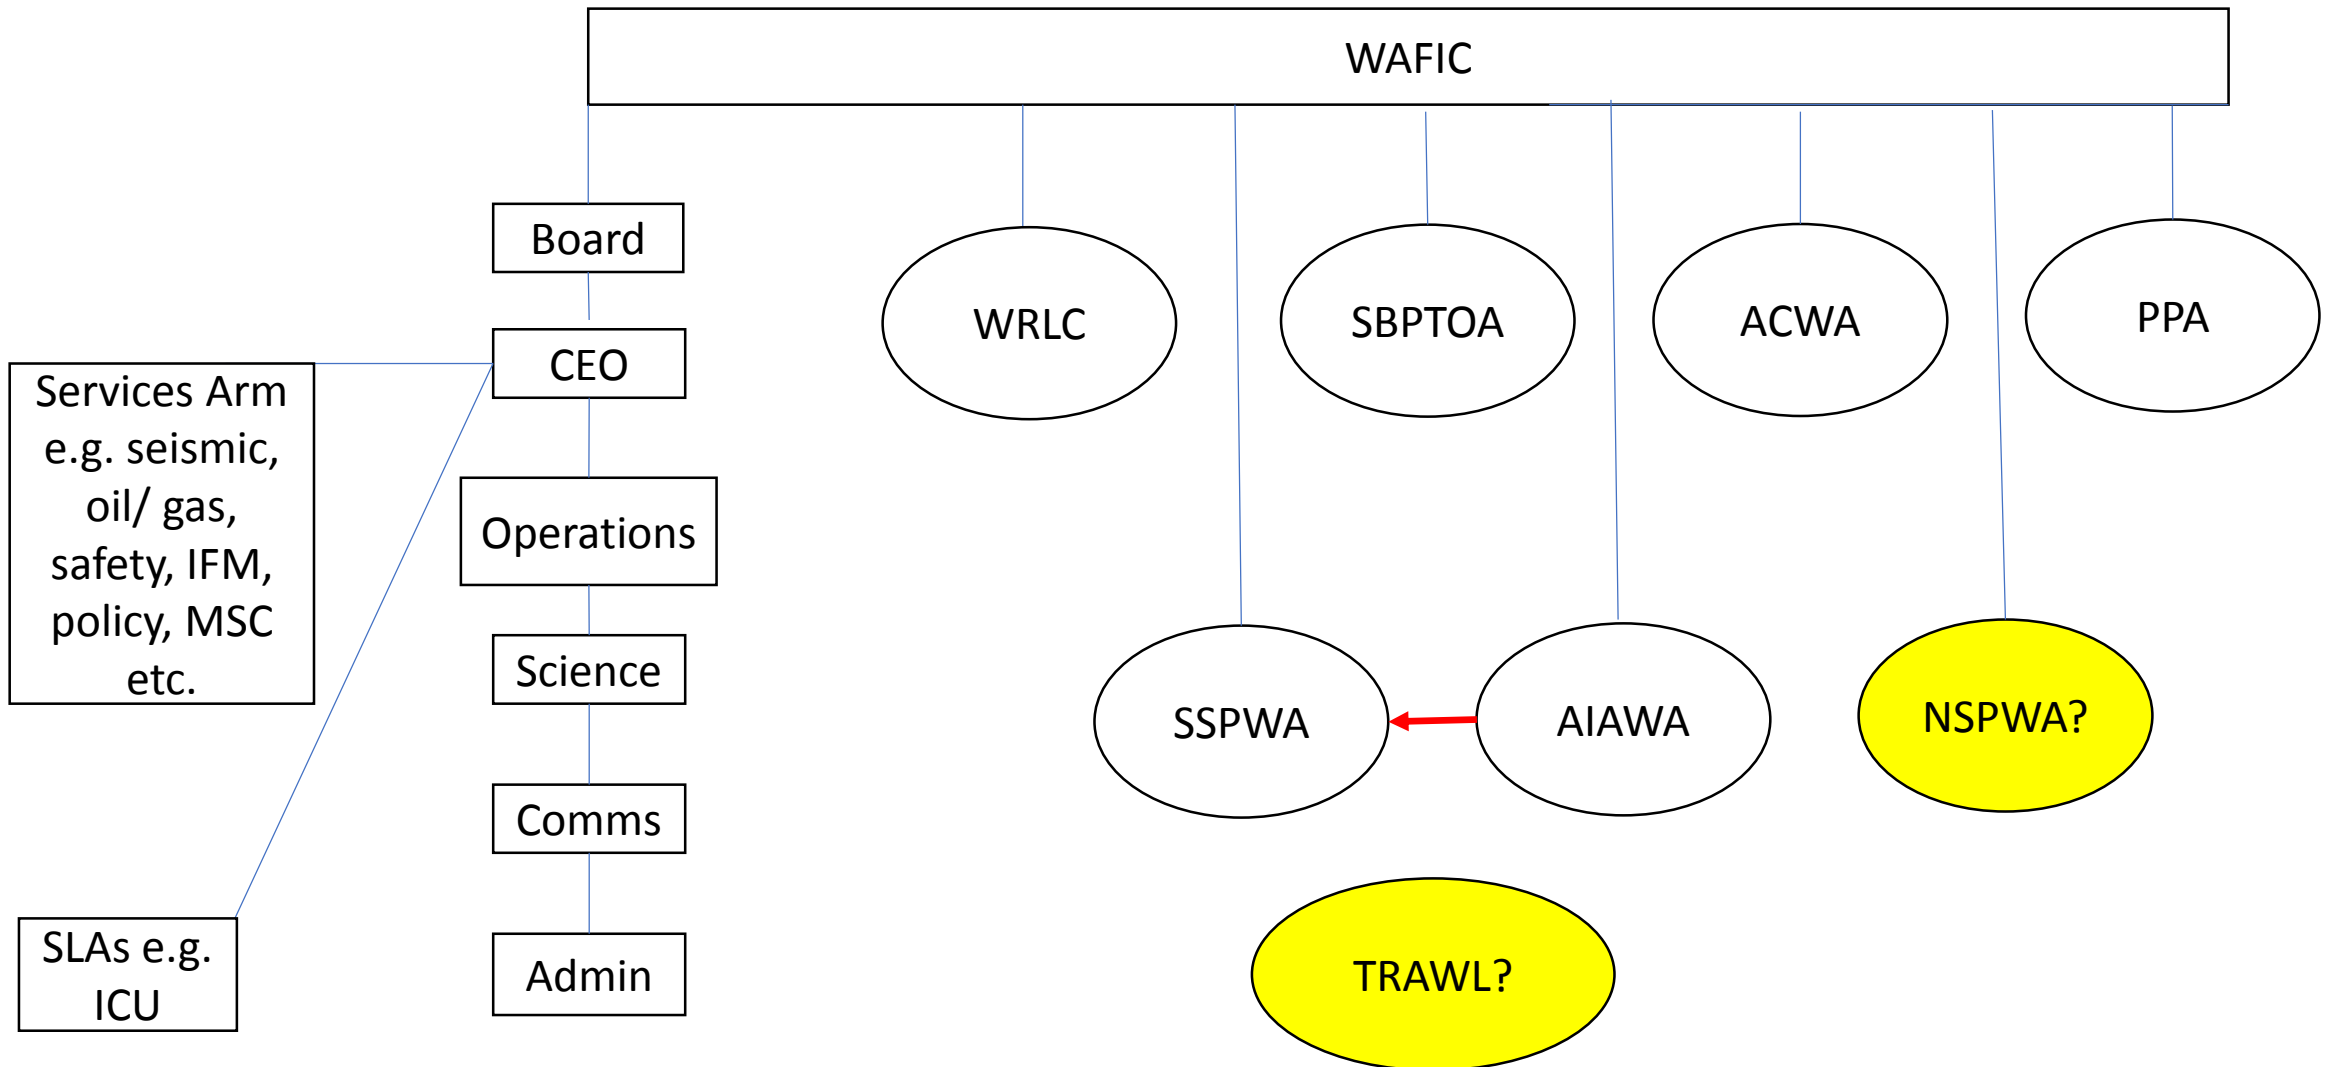 WAFIC
Board
CEO
Services Arm
e.g. seismic,
oil/ gas,
safety, IFM,
policy, MSC
etc.
Operations
Science
Comms
Admin
SLAs e.g.
ICU
WRLC
SBPTOA
ACWA
PPA
SSPWA
AIAWA
NSPWA?
TRAWL?